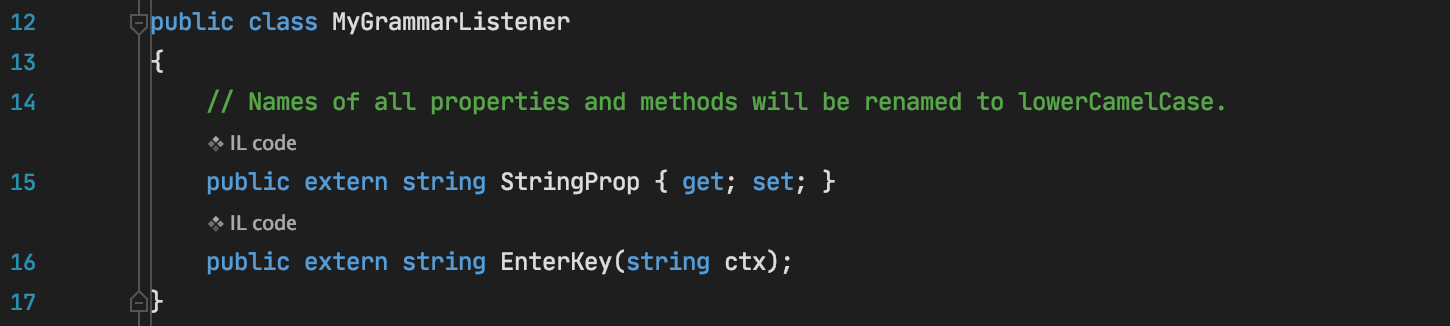 12 public class MyGrammarListener
13 {
14 // Names of all properties and methods will be renamed to lowerCamelCase.
IL code
15 public extern string StringProp { get; set; }
IL code
16 public extern string EnterKey(string ctx);
17 }